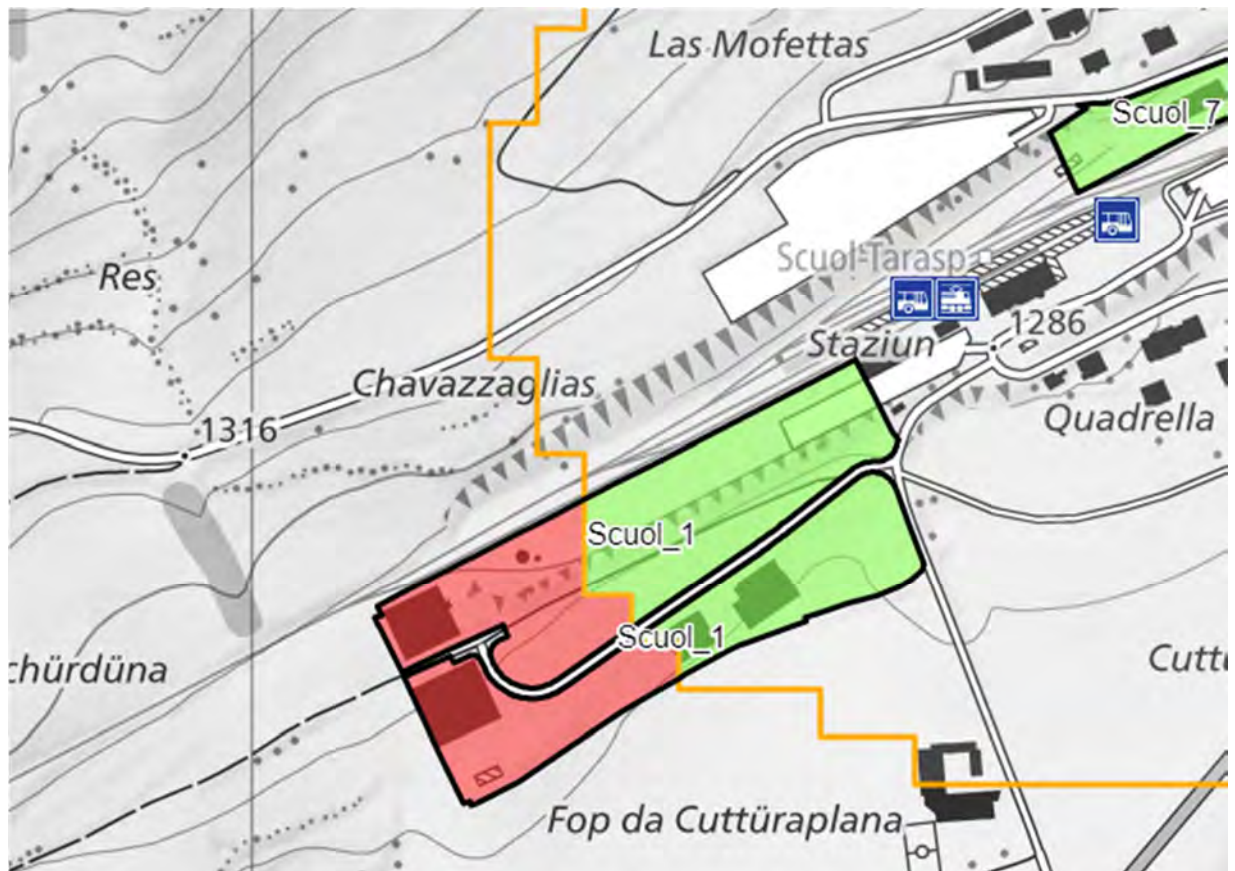 Las Mofettas
Scuol_7
Res
Scuol-Tarasp
1286
Staziun
Chavazzaglias
Quadrella
1316
Scuol_1
Scuol_1
chürdüna
Cuttü
Fop da Cuttüraplana